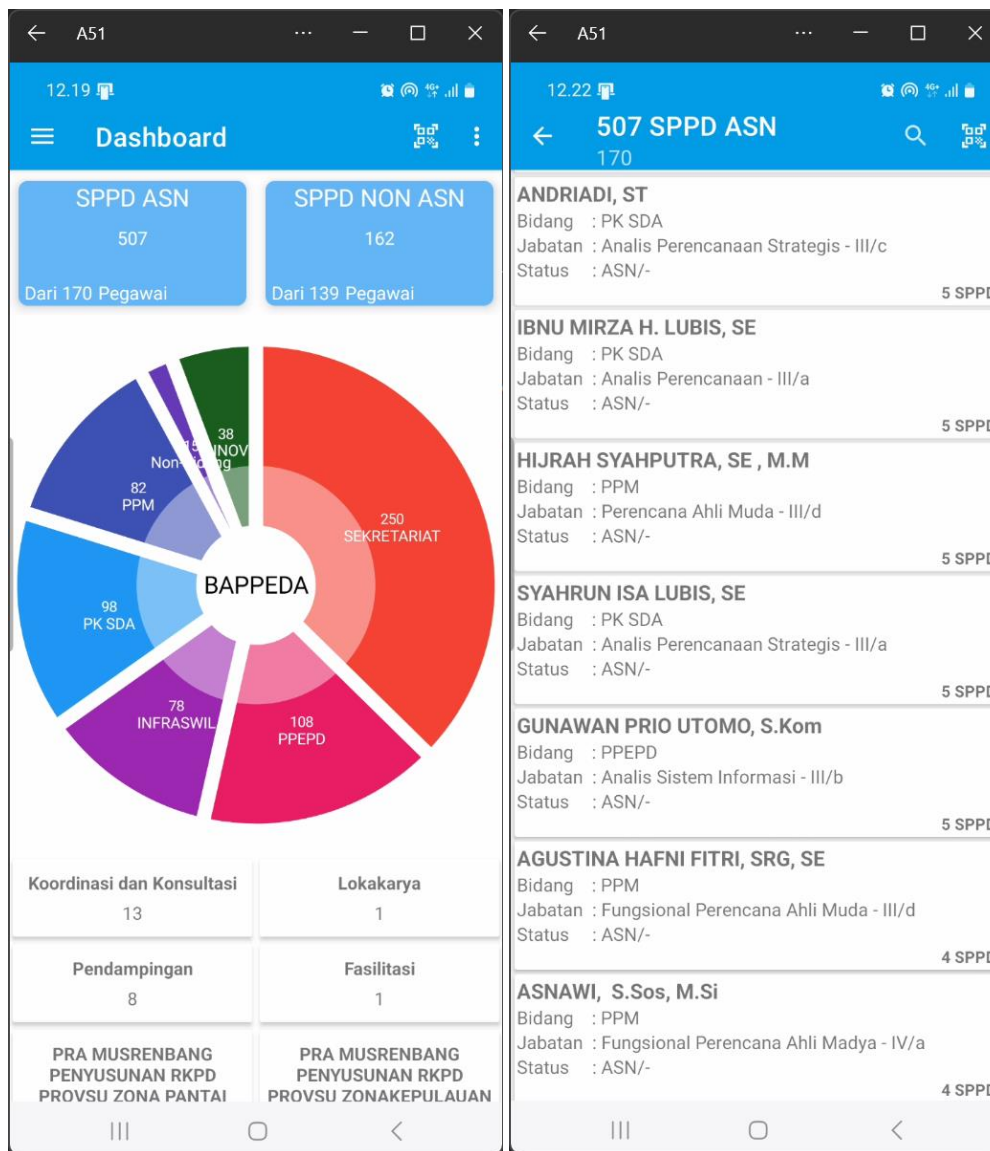 A51
12.19
4G+
Dashboard
SPPD ASN
507
Dari 170 Pegawai
SPPD NON ASN
162
Dari 139 Pegawai
38
INOV
15
82
PPM
250
SEKRETARIAT
BAPPEDA
98
PK SDA
78
INFRASWIL
108
PPEPD
Koordinasi dan Konsultasi
13
Lokakarya
1
Pendampingan
8
Fasilitasi
1
PRA MUSRENBANG
PENYUSUNAN RKPD
PROVSU ZONA PANTAI
PRA MUSRENBANG
PENYUSUNAN RKPD
PROVSU ZONAKEPULAUAN
A51
12.22
4G+
507 SPPD ASN
170
ANDRIADI, ST
Bidang : PK SDA
Jabatan : Analis Perencanaan Strategis - III/c
Status : ASN/-
5 SPPD
IBNU MIRZA H. LUBIS, SE
Bidang : PK SDA
Jabatan : Analis Perencanaan - III/a
Status : ASN/-
5 SPPD
HIJRAH SYAHPUTRA, SE , M.M
Bidang : PPM
Jabatan : Perencana Ahli Muda - III/d
Status : ASN/-
5 SPPD
SYAHRUN ISA LUBIS, SE
Bidang : PK SDA
Jabatan : Analis Perencanaan Strategis - III/a
Status : ASN/-
5 SPPD
GUNAWAN PRIO UTOMO, S.Kom
Bidang : PPEPD
Jabatan : Analis Sistem Informasi - III/b
Status : ASN/-
5 SPPD
AGUSTINA HAFNI FITRI, SRG, SE
Bidang : PPM
Jabatan : Fungsional Perencana Ahli Muda - III/d
Status : ASN/-
4 SPPD
ASNAWI, S.Sos, M.Si
Bidang : PPM
Jabatan : Fungsional Perencana Ahli Madya - IV/a
Status : ASN/-
4 SPPD